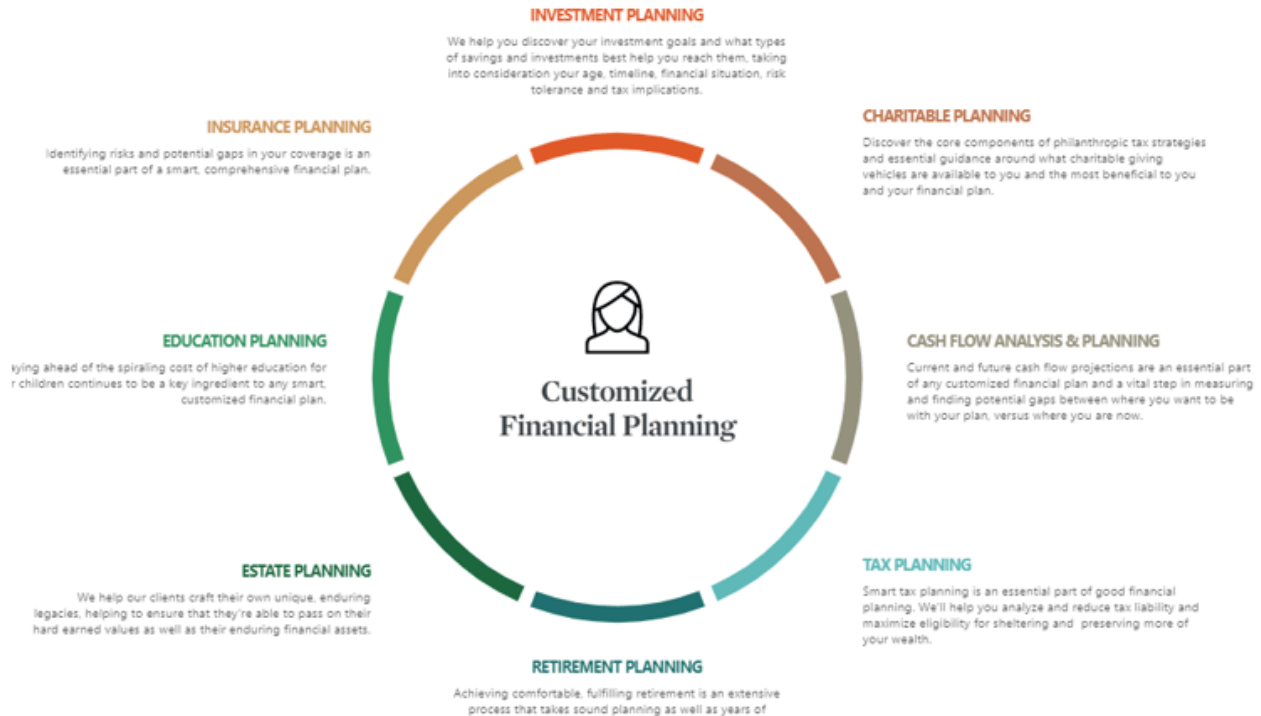 INVESTMENT PLANNING
We help you discover your investment goals and what types
of savings and investments best help you reach them, taking
into consideration your age, timeline, financial situation, risk
tolerance and tax implications.
CHARITABLE PLANNING
Discover the core components of philanthropic tax strategies
and essential guidance around what charitable giving
vehicles are available to you and the most beneficial to you
and your financial plan.
CASH FLOW ANALYSIS & PLANNING
Current and future cash flow projections are an essential part
of any customized financial plan and a vital step in measuring
and finding potential gaps between where you want to be
with your plan, versus where you are now.
TAX PLANNING
Smart tax planning is an essential part of good financial
planning. We'll help you analyze and reduce tax liability and
maximize eligibility for sheltering and preserving more of
your wealth.
RETIREMENT PLANNING
Achieving comfortable, fulfilling retirement is an extensive
process that takes sound planning as well as years of
ESTATE PLANNING
We help our clients craft their own unique, enduring
legacies, helping to ensure that they're able to pass on their
hard earned values as well as their enduring financial assets.
EDUCATION PLANNING
ahead of the spiraling cost of higher education for
children continues to be a key ingredient to any smart,
customized financial plan.
INSURANCE PLANNING
Identifying risks and potential gaps in your coverage is an
essential part of a smart, comprehensive financial plan.
Customized
Financial Planning